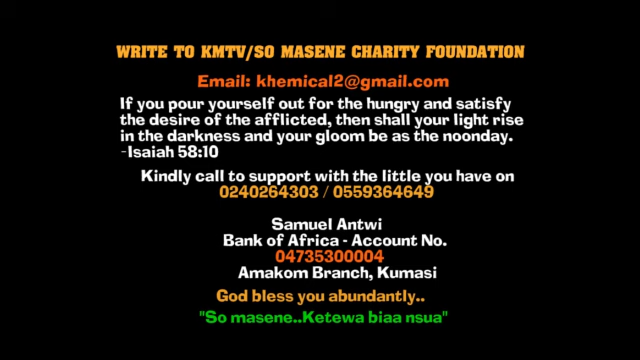 WRITE TO KMTV/SO MASENE CHARITY FOUNDATION
Email: khemical2@gmail.com
If you pour yourself out for the hungry and satisfy
the desire of the afflicted, then shall your light rise
in the darkness and your gloom be as the noonday.
-Isaiah 58:10
Kindly call to support with the little you have on
0240264303 / 0559364649
Samuel Antwi
Bank of Africa - Account No.
04735300004
Amakom Branch, Kumasi
God bless you abundantly..
"So masene..Ketewa biaa nsua"